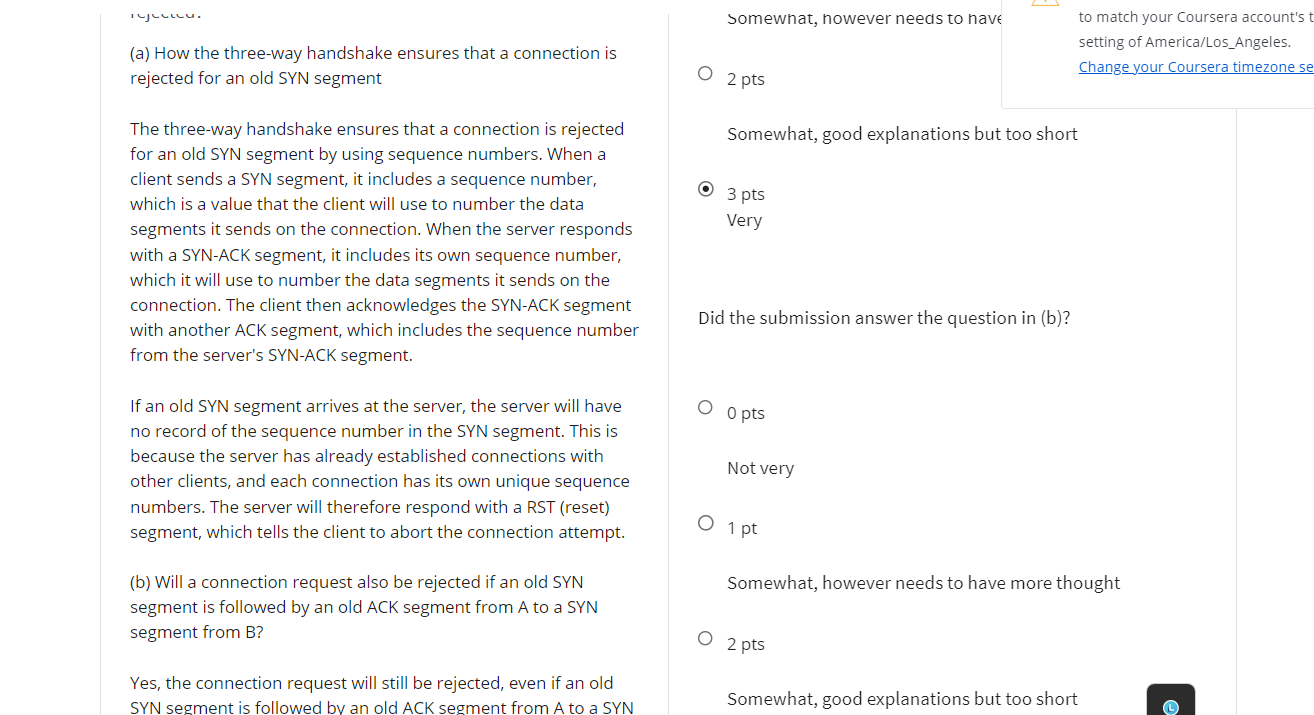 rejected?
(a) How the three-way handshake ensures that a connection is
rejected for an old SYN segment
The three-way handshake ensures that a connection is rejected
for an old SYN segment by using sequence numbers. When a
client sends a SYN segment, it includes a sequence number,
which is a value that the client will use to number the data
segments it sends on the connection. When the server responds
with a SYN-ACK segment, it includes its own sequence number,
which it will use to number the data segments it sends on the
connection. The client then acknowledges the SYN-ACK segment
with another ACK segment, which includes the sequence number
from the server's SYN-ACK segment.
If an old SYN segment arrives at the server, the server will have
no record of the sequence number in the SYN segment. This is
because the server has already established connections with
other clients, and each connection has its own unique sequence
numbers. The server will therefore respond with a RST (reset)
segment, which tells the client to abort the connection attempt.
(b) Will a connection request also be rejected if an old SYN
segment is followed by an old ACK segment from A to a SYN
segment from B?
Yes, the connection request will still be rejected, even if an old
SYN segment is followed by an old ACK segment from A to a SYN
Somewhat, however needs to have
2 pts
Somewhat, good explanations but too short
3 pts
Very
Did the submission answer the question in (b)?
0 pts
Not very
1 pt
Somewhat, however needs to have more thought
2 pts
Somewhat, good explanations but too short
to match your Coursera account's t
setting of America/Los_Angeles.
Change your Coursera timezone se
L